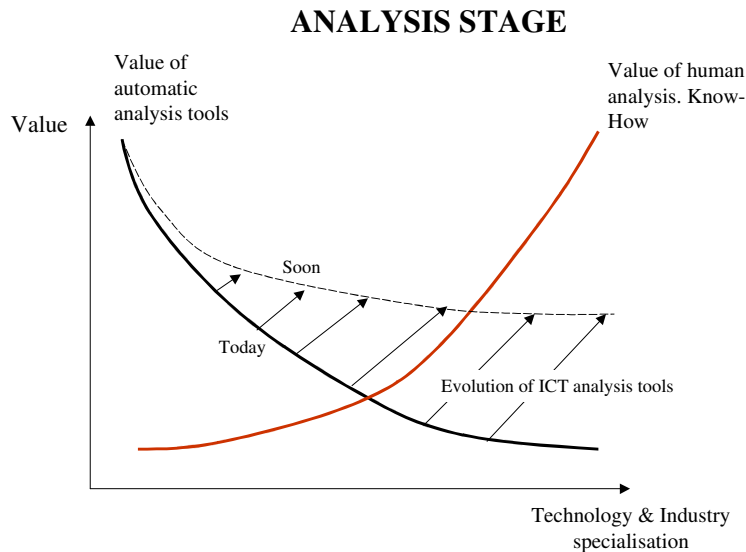 ANALYSIS STAGE
Value of
automatic
analysis tools
Value of human
analysis. Know-
How
Value
Soon
Today
Evolution of ICT analysis tools
Technology & Industry
specialisation